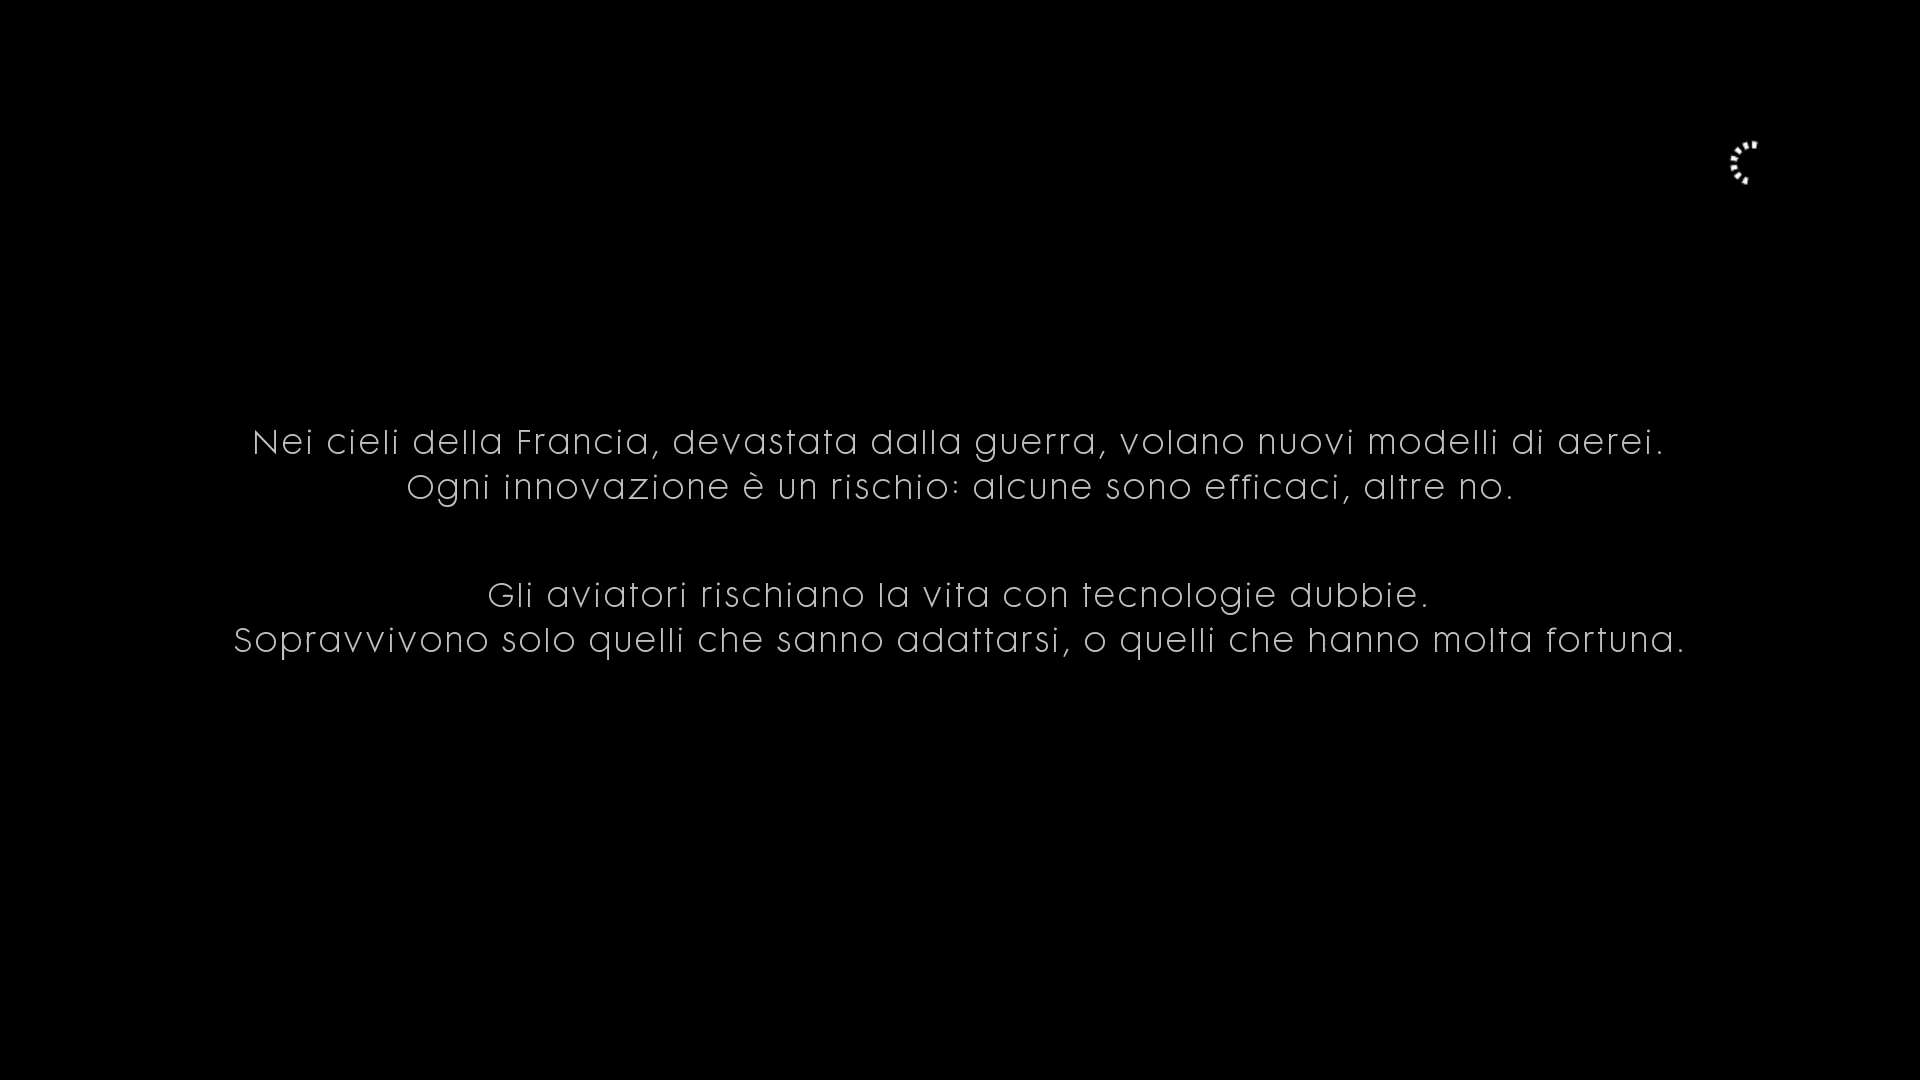 Nei cieli della Francia, devastata dalla guerra, volano nuovi modelli di aerei.
Ogni innovazione è un rischio: alcune sono efficaci, altre no.
Gli aviatori rischiano la vita con tecnologie dubbie.
Sopravvivono solo quelli che sanno adattarsi, o quelli che hanno molta fortuna.